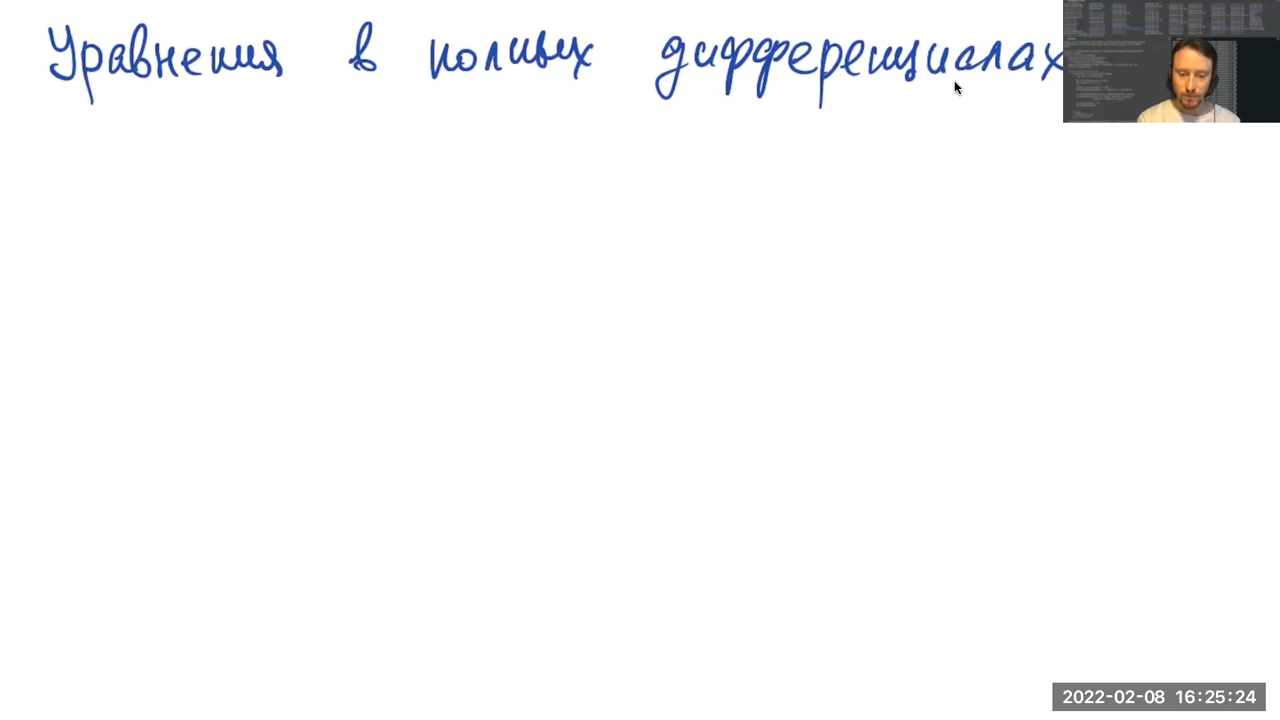 Уравнения в полных дифференциалах
2022-02-08 16:25:24